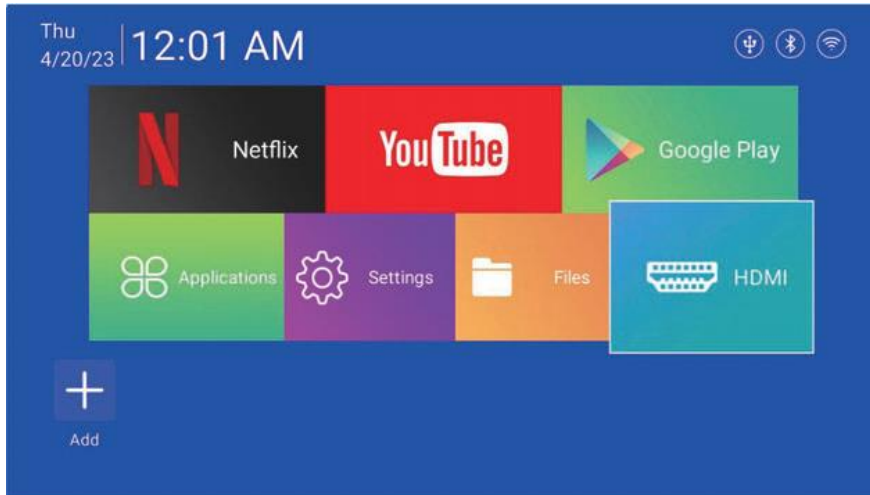 Thu
4/20/23
12:01 AM
N Netflix
YouTube
Google Play
Applications
Settings
Files
HDMI
Add